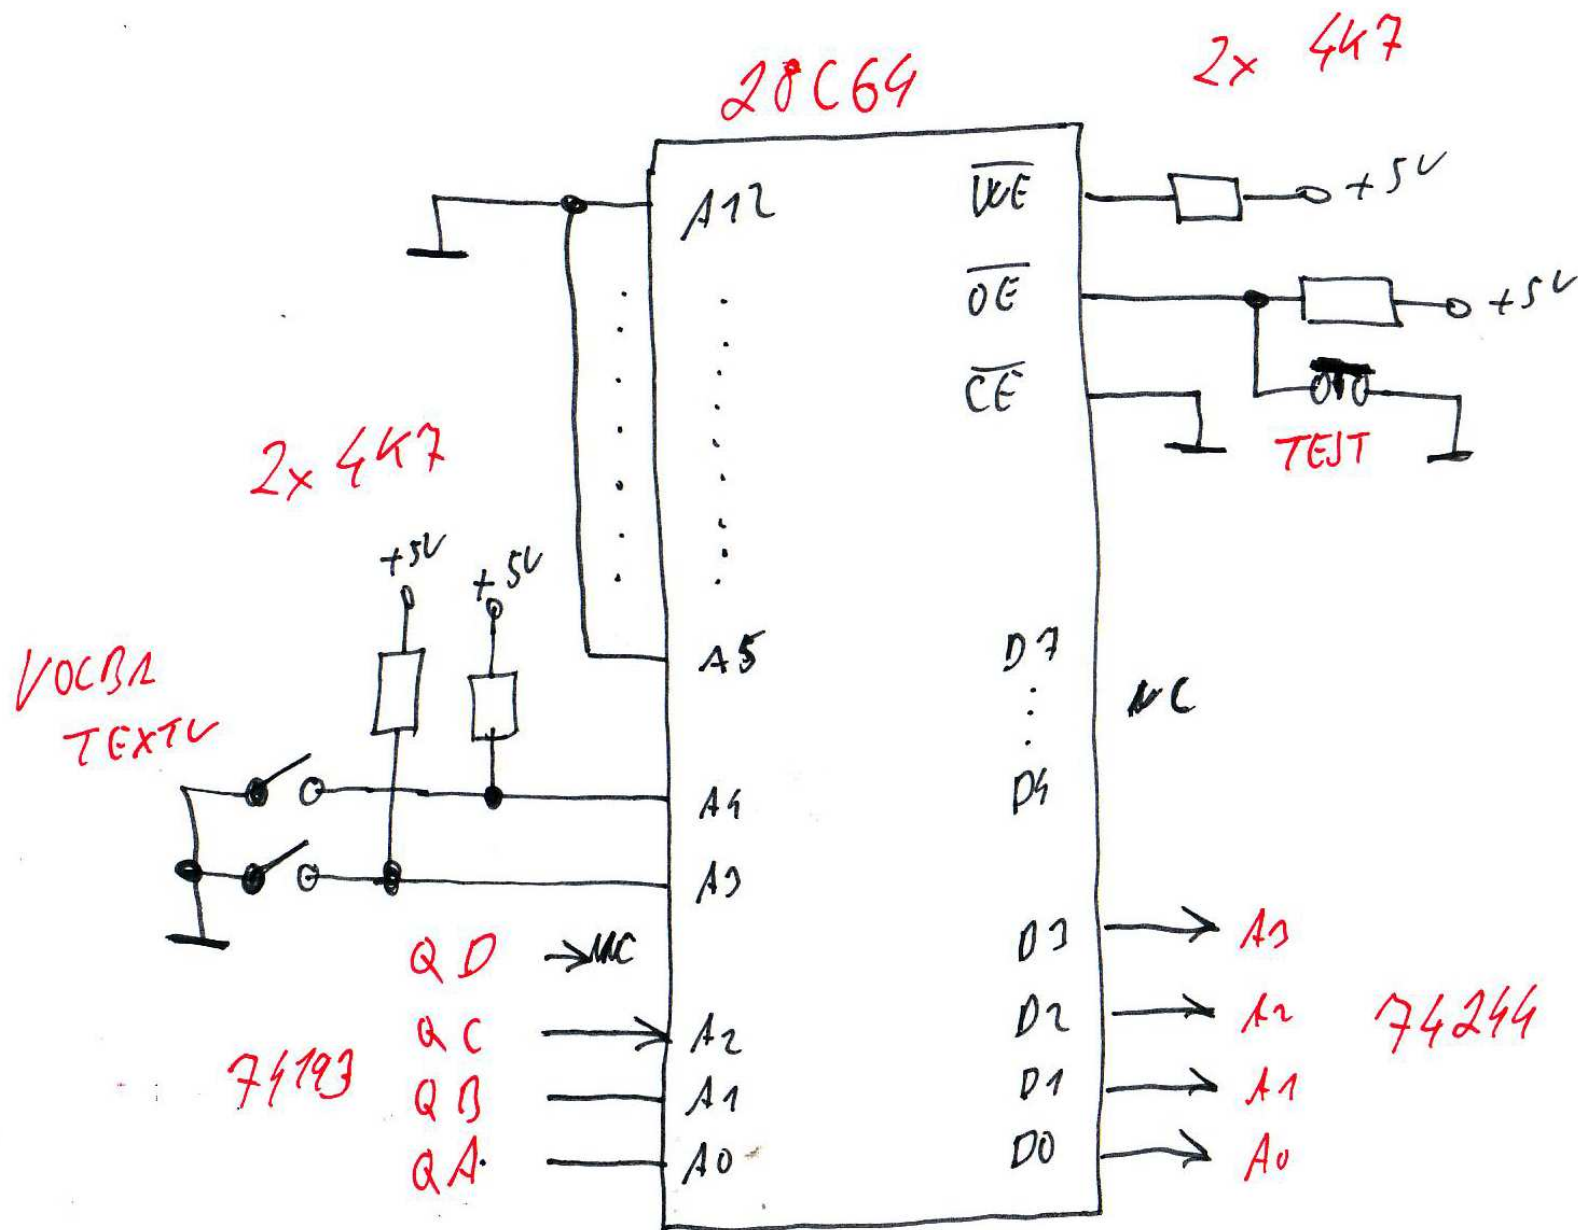 28C64
2x 4K7
A12
WE
+5V
OE
+5V
CE
TEST
2x 4K7
+5V
+5V
A5
D7
VOLBA
TEXTU
NC
A4
D4
A3
QD
NC
D3
A3
QC
A2
D2
A2
74244
74193
QB
A1
D1
A1
QA
A0
D0
A0